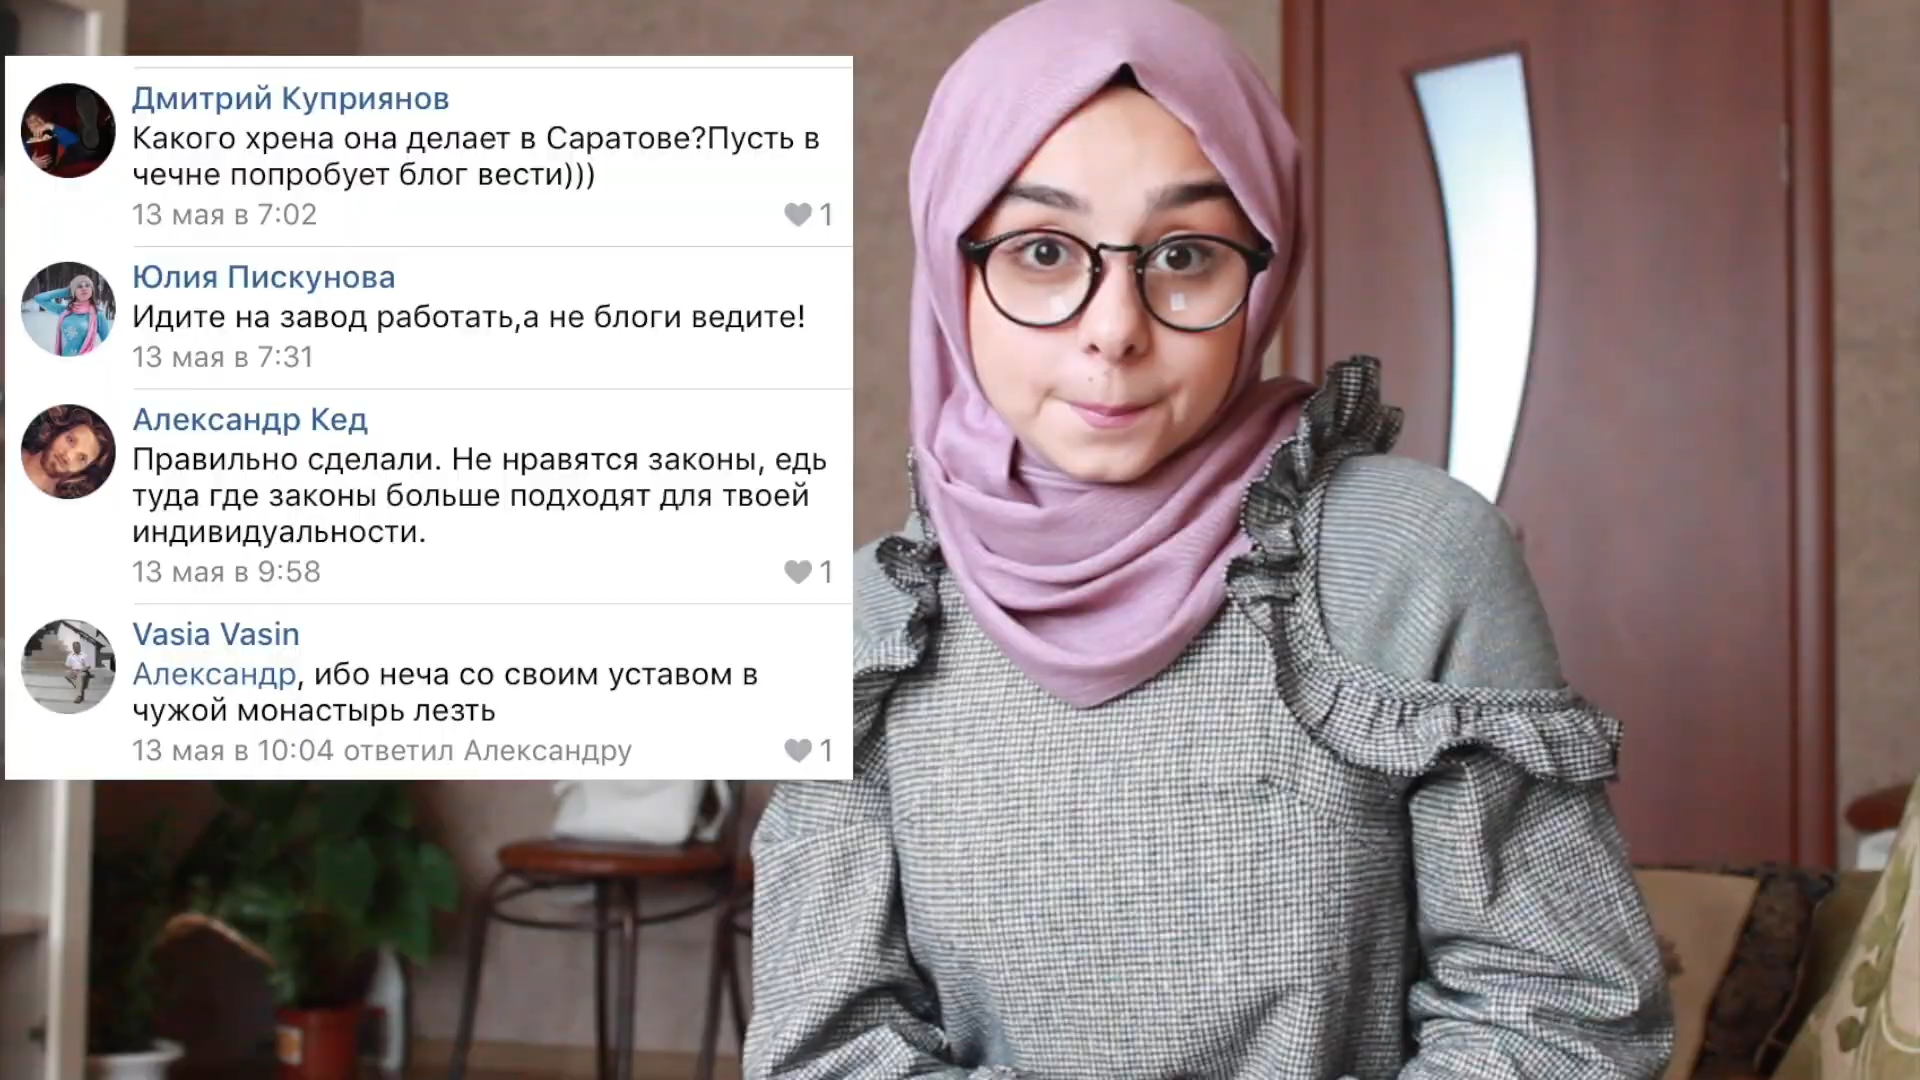 Дмитрий Куприянов
Какого хрена она делает в Саратове?Пусть в
чечне попробует блог вести)))
13 мая в 7:02
1
Юлия Пискунова
Идите на завод работать,а не блоги ведите!
13 мая в 7:31
Александр Кед
Правильно сделали. Не нравятся законы, едь
туда где законы больше подходят для твоей
индивидуальности.
13 мая в 9:58
1
Vasia Vasin
Александр, ибо неча со своим уставом в
чужой монастырь лезть
13 мая в 10:04 ответил Александру
1